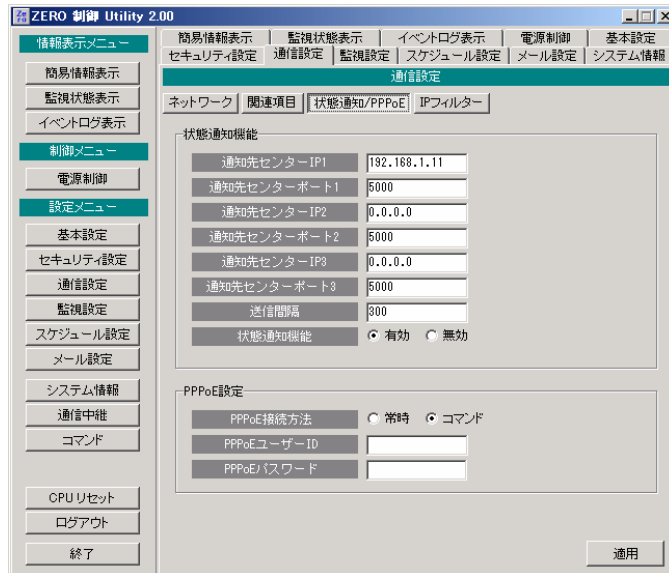 ZERO 制御 Utility 2.00
情報表示メニュー
簡易情報表示
監視状態表示
イベントログ表示
制御メニュー
電源制御
設定メニュー
基本設定
セキュリティ設定
通信設定
監視設定
スケジュール設定
メール設定
システム情報
通信中継
コマンド
CPU リセット
ログアウト
終了
簡易情報表示 監視状態表示 イベントログ表示 電源制御 基本設定
セキュリティ設定 通信設定 監視設定 スケジュール設定 メール設定 システム情報
通信設定
ネットワーク 関連項目 状態通知/PPPoE IPフィルター
状態通知機能
通知先センターIP1 192.168.1.11
通知先センターポート1 5000
通知先センターIP2 0.0.0.0
通知先センターポート2 5000
通知先センターIP3 0.0.0.0
通知先センターポート3 5000
送信間隔 300
状態通知機能 有効 無効
PPPoE設定
PPPoE接続方法 常時 コマンド
PPPoEユーザーID
PPPoEパスワード
適用